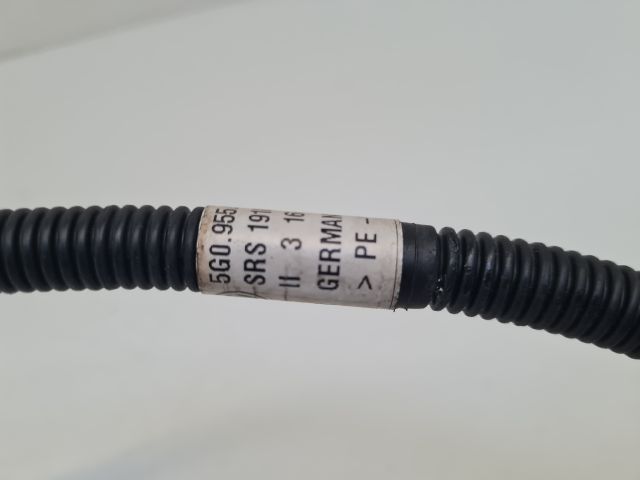 5G0.955
SRS 191
II 3 16
GERMAN
> PE -